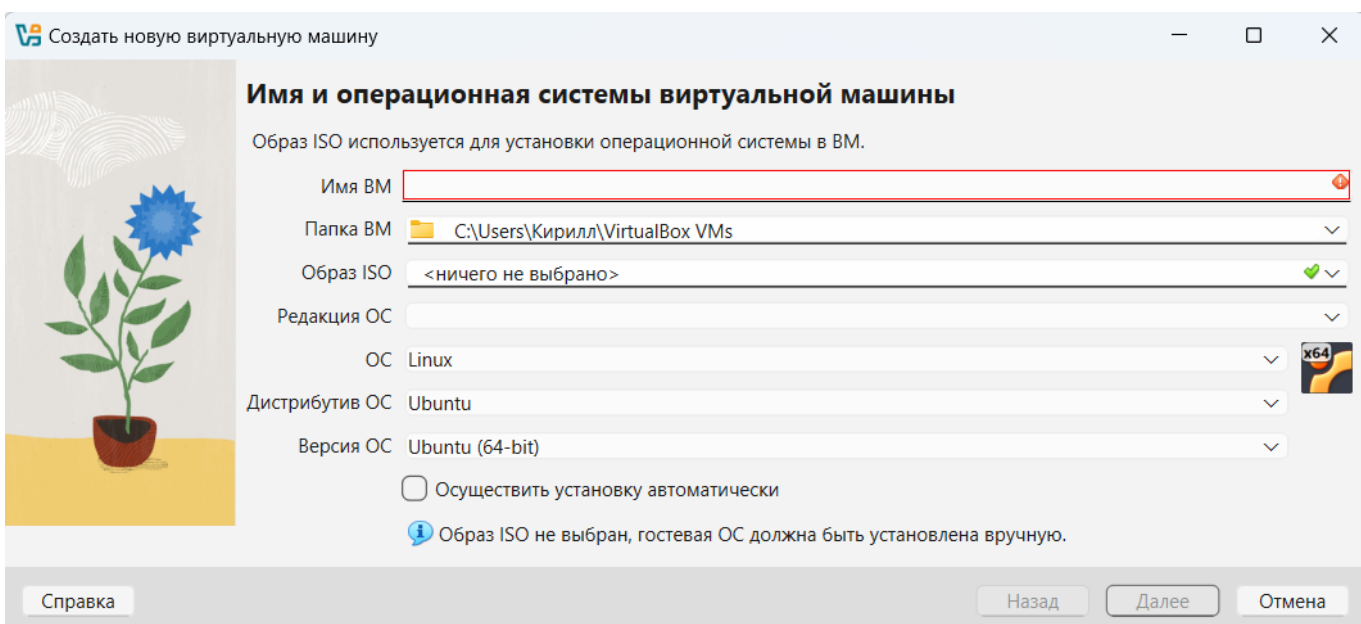 Создать новую виртуальную машину
Имя и операционная системы виртуальной машины
Образ ISO используется для установки операционной системы в ВМ.
Имя ВМ
Папка ВМ C:\Users\Кирилл\VirtualBox VMs
Образ ISO <ничего не выбрано>
Редакция ОС
ОС Linux x64
Дистрибутив ОС Ubuntu
Версия ОС Ubuntu (64-bit)
Осуществить установку автоматически
Образ ISO не выбран, гостевая ОС должна быть установлена вручную.
Справка Назад Далее Отмена